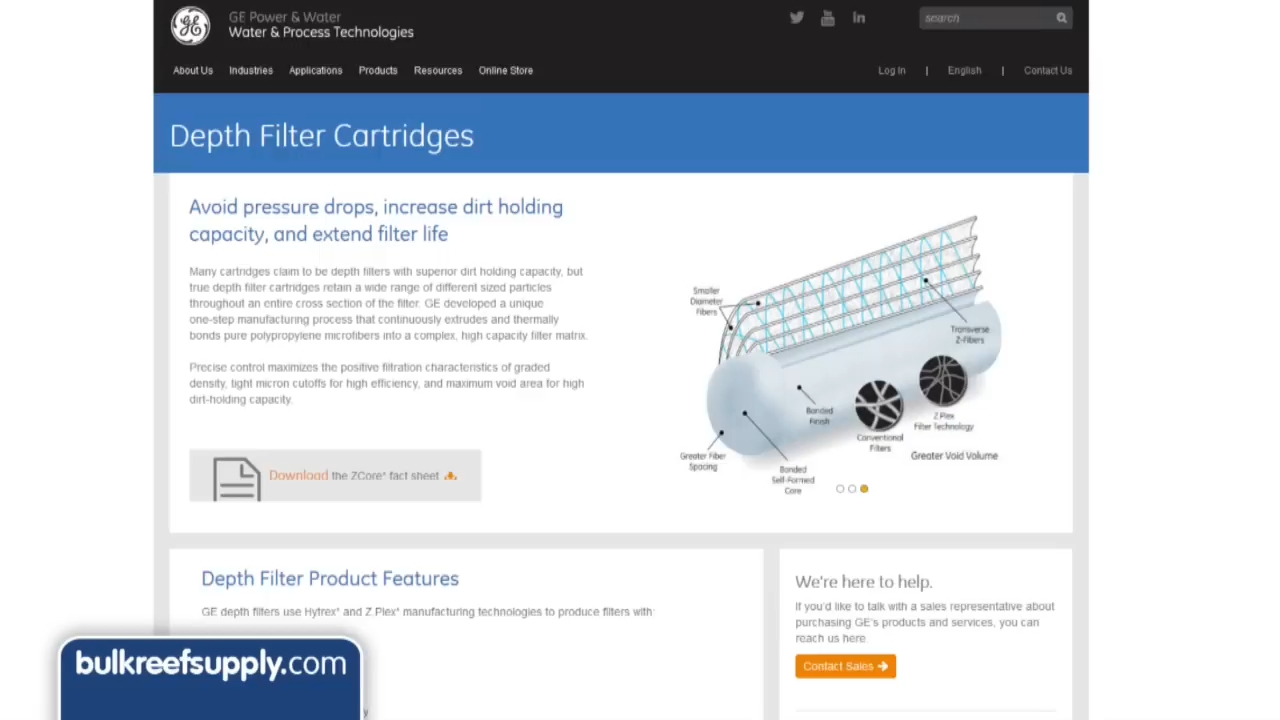 GE Power & Water
Water & Process Technologies
search
About Us Industries Applications Products Resources Online Store
Log In | English | Contact Us
Depth Filter Cartridges
Avoid pressure drops, increase dirt holding
capacity, and extend filter life
Many cartridges claim to be depth filters with superior dirt holding capacity, but
true depth filter cartridges retain a wide range of different sized particles
throughout an entire cross section of the filter. GE developed a unique
one-step manufacturing process that continuously extrudes and thermally
bonds pure polypropylene microfibers into a complex, high capacity filter matrix.
Precise control maximizes the positive filtration characteristics of graded
density, tight micron cutoffs for high efficiency, and maximum void area for high
dirt-holding capacity.
Download the ZCore* fact sheet
Smaller
Diameter
Fibers
Transverse
Z-Fibers
Bonded
Finish
Conventional
Filters
Z.Plex
Filter Technology
Greater Void Volume
Greater Fiber
Spacing
Bonded
Self-Formed
Core
Depth Filter Product Features
GE depth filters use Hytrex* and Z.Plex* manufacturing technologies to produce filters with:
We're here to help.
If you'd like to talk with a sales representative about
purchasing GE's products and services, you can
reach us here
Contact Sales
bulkreefsupply.com